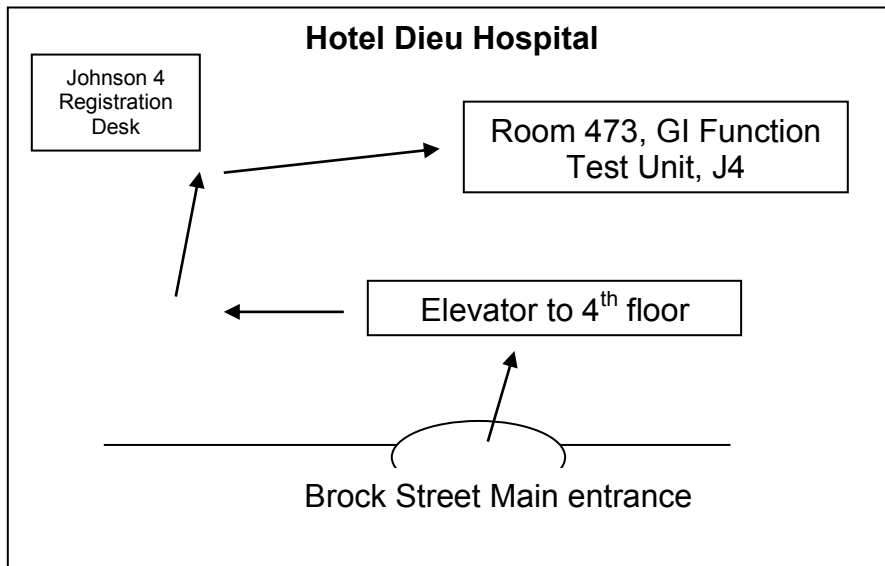 Hotel Dieu Hospital
Johnson 4
Registration
Desk
Room 473, GI Function
Test Unit, J4
Elevator to 4th floor
Brock Street Main entrance